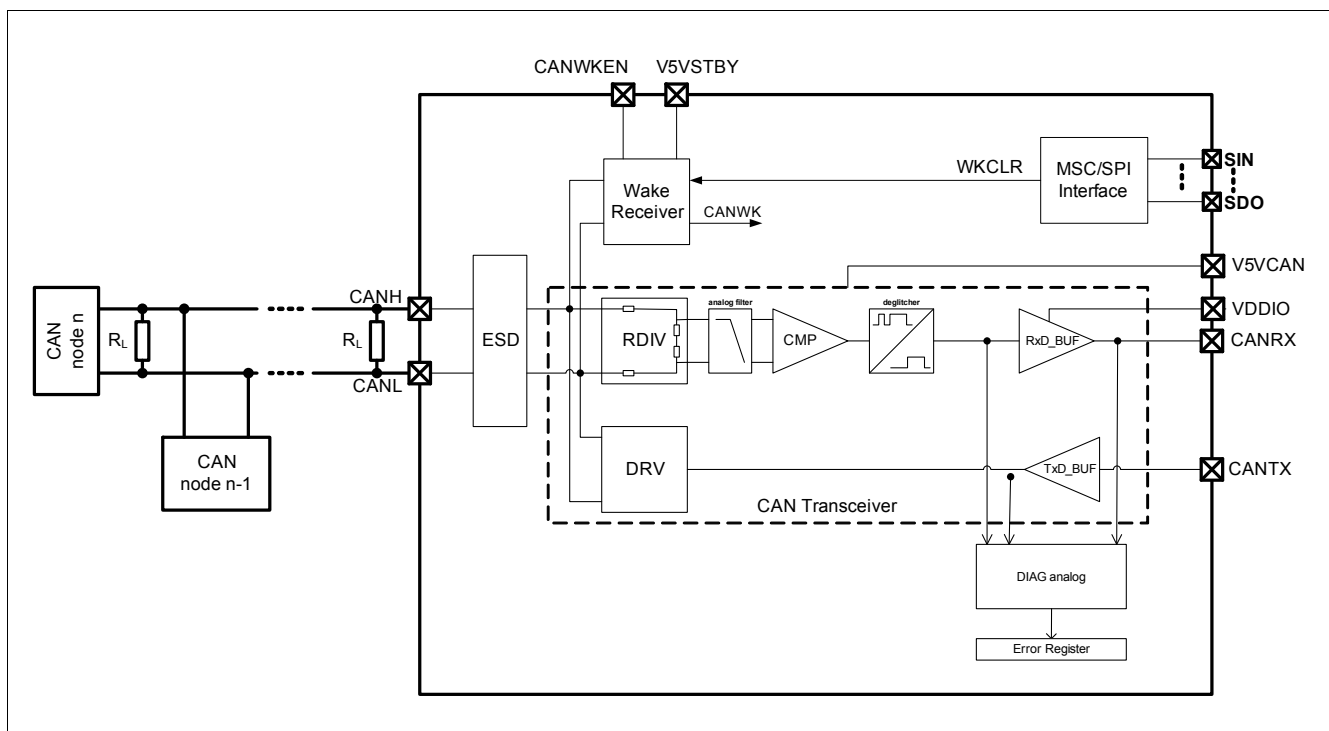 CANWKEN
V5VSTBY
SIN
WKCLR
MSC/SPI
Interface
Wake
Receiver
CANWK
SDO
V5VCAN
CANH
analog filter
deglitcher
VDDIO
CAN
node n
RL
RL
ESD
RDIV
CMP
RxD_BUF
CANRX
CANL
CAN
node n-1
DRV
TxD_BUF
CANTX
CAN Transceiver
DIAG analog
Error Register